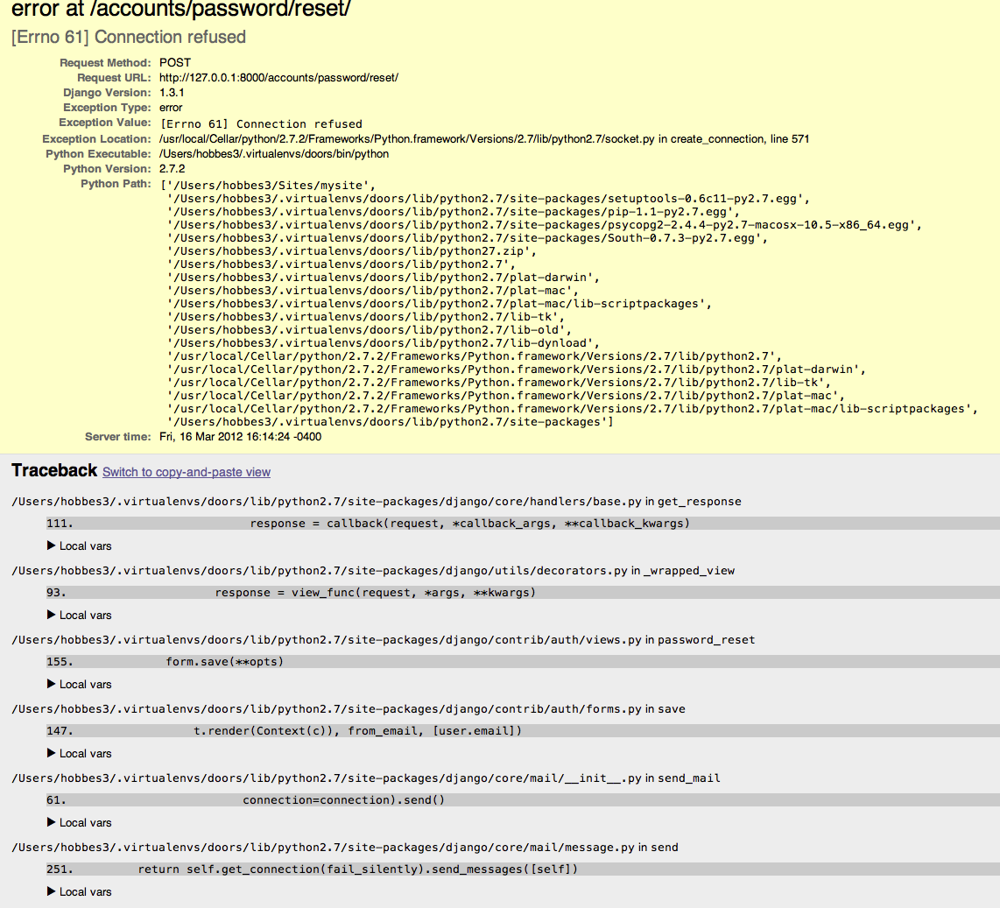 error at /accounts/password/reset/
[Errno 61] Connection refused
Request Method: POST
Request URL: http://127.0.0.1:8000/accounts/password/reset/
Django Version: 1.3.1
Exception Type: error
Exception Value: [Errno 61] Connection refused
Exception Location: /usr/local/Cellar/python/2.7.2/Frameworks/Python.framework/Versions/2.7/lib/python2.7/socket.py in create_connection, line 571
Python Executable: /Users/hobbes3/.virtualenvs/doors/bin/python
Python Version: 2.7.2
Python Path: ['/Users/hobbes3/Sites/mysite',
'/Users/hobbes3/.virtualenvs/doors/lib/python2.7/site-packages/setuptools-0.6c11-py2.7.egg',
'/Users/hobbes3/.virtualenvs/doors/lib/python2.7/site-packages/pip-1.1-py2.7.egg',
'/Users/hobbes3/.virtualenvs/doors/lib/python2.7/site-packages/psycopg2-2.4.4-py2.7-macosx-10.5-x86_64.egg',
'/Users/hobbes3/.virtualenvs/doors/lib/python2.7/site-packages/South-0.7.3-py2.7.egg',
'/Users/hobbes3/.virtualenvs/doors/lib/python27.zip',
'/Users/hobbes3/.virtualenvs/doors/lib/python2.7',
'/Users/hobbes3/.virtualenvs/doors/lib/python2.7/plat-darwin',
'/Users/hobbes3/.virtualenvs/doors/lib/python2.7/plat-mac',
'/Users/hobbes3/.virtualenvs/doors/lib/python2.7/plat-mac/lib-scriptpackages',
'/Users/hobbes3/.virtualenvs/doors/lib/python2.7/lib-tk',
'/Users/hobbes3/.virtualenvs/doors/lib/python2.7/lib-old',
'/Users/hobbes3/.virtualenvs/doors/lib/python2.7/lib-dynload',
'/usr/local/Cellar/python/2.7.2/Frameworks/Python.framework/Versions/2.7/lib/python2.7',
'/usr/local/Cellar/python/2.7.2/Frameworks/Python.framework/Versions/2.7/lib/python2.7/plat-darwin',
'/usr/local/Cellar/python/2.7.2/Frameworks/Python.framework/Versions/2.7/lib/python2.7/lib-tk',
'/usr/local/Cellar/python/2.7.2/Frameworks/Python.framework/Versions/2.7/lib/python2.7/plat-mac',
'/usr/local/Cellar/python/2.7.2/Frameworks/Python.framework/Versions/2.7/lib/python2.7/plat-mac/lib-scriptpackages',
'/Users/hobbes3/.virtualenvs/doors/lib/python2.7/site-packages']
Server time: Fri, 16 Mar 2012 16:14:24 -0400
Traceback Switch to copy-and-paste view
/Users/hobbes3/.virtualenvs/doors/lib/python2.7/site-packages/django/core/handlers/base.py in get_response
111. response = callback(request, *callback_args, **callback_kwargs)
▶ Local vars
/Users/hobbes3/.virtualenvs/doors/lib/python2.7/site-packages/django/utils/decorators.py in _wrapped_view
93. response = view_func(request, *args, **kwargs)
▶ Local vars
/Users/hobbes3/.virtualenvs/doors/lib/python2.7/site-packages/django/contrib/auth/views.py in password_reset
155. form.save(**opts)
▶ Local vars
/Users/hobbes3/.virtualenvs/doors/lib/python2.7/site-packages/django/contrib/auth/forms.py in save
147. t.render(Context(c)), from_email, [user.email])
▶ Local vars
/Users/hobbes3/.virtualenvs/doors/lib/python2.7/site-packages/django/core/mail/__init__.py in send_mail
61. connection=connection).send()
▶ Local vars
/Users/hobbes3/.virtualenvs/doors/lib/python2.7/site-packages/django/core/mail/message.py in send
251. return self.get_connection(fail_silently).send_messages([self])
▶ Local vars